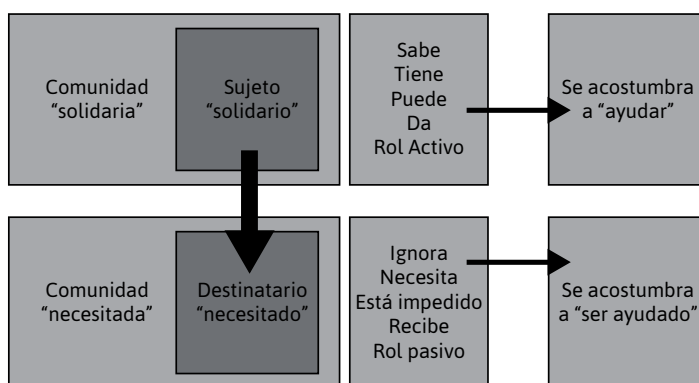 Comunidad
“solidaria”
Sujeto
“solidario”
Sabe
Tiene
Puede
Da
Rol Activo
Se acostumbra
a “ayudar”
Comunidad
“necesitada”
Destinatario
“necesitado”
Ignora
Necesita
Está impedido
Recibe
Rol pasivo
Se acostumbra
a “ser ayudado”